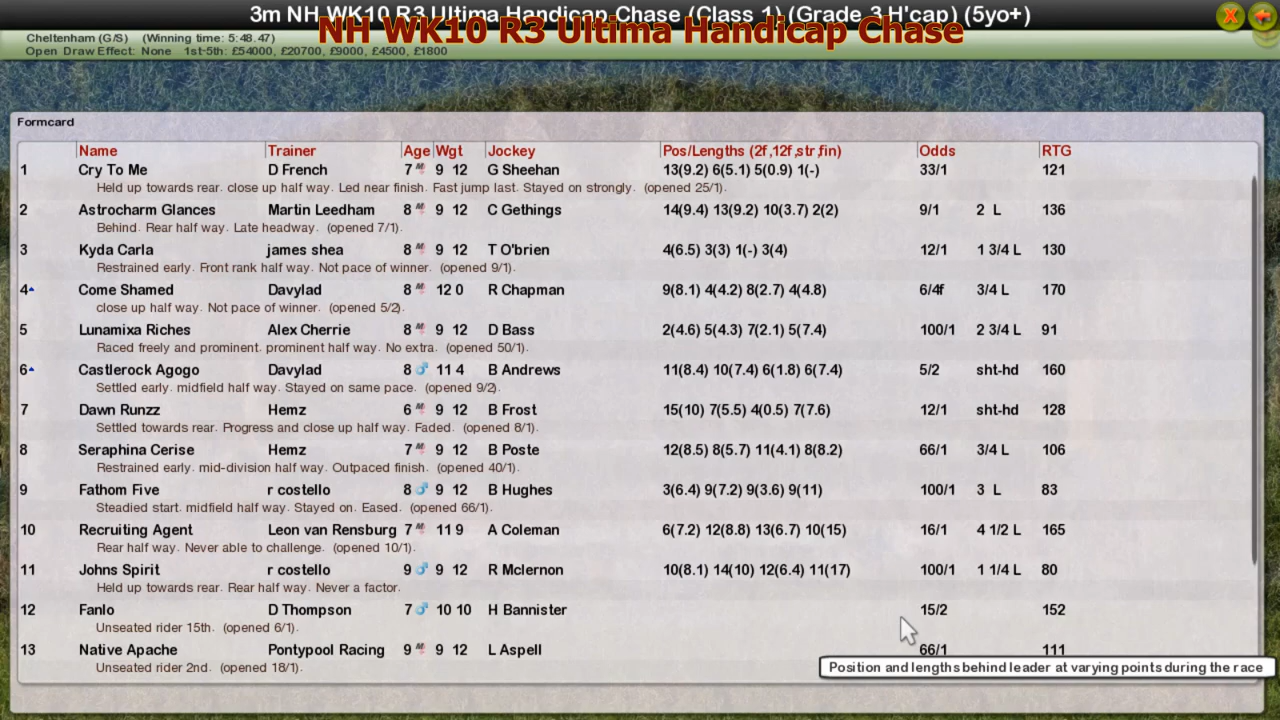 3m NH WK10 R3 Ultima Handicap Chase (Class 1) (Grade 3 H'cap) (5yo+)
NH WK10 R3 Ultima Handicap Chase
Cheltenham (G/S) (Winning time: 5:48.47)
Open Draw Effect: None 1st-5th: £54000, £20700, £9000, £4500, £1800
Formcard
Name Trainer Age Wgt Jockey Pos/Lengths (2f,12f,str,fin) Odds RTG
1 Cry To Me D French 7 9 12 G Sheehan 13(9.2) 6(5.1) 5(0.9) 1(-) 33/1 121
Held up towards rear. close up half way. Led near finish. Fast jump last. Stayed on strongly. (opened 25/1).
2 Astrocharm Glances Martin Leedham 8 9 12 C Gethings 14(9.4) 13(9.2) 10(3.7) 2(2) 9/1 2 L 136
Behind. Rear half way. Late headway. (opened 7/1).
3 Kyda Carla james shea 8 9 12 T O'brien 4(6.5) 3(3) 1(-) 3(4) 12/1 1 3/4 L 130
Restrained early. Front rank half way. Not pace of winner. (opened 9/1).
4 Come Shamed Davylad 8 12 0 R Chapman 9(8.1) 4(4.2) 8(2.7) 4(4.8) 6/4f 3/4 L 170
close up half way. Not pace of winner. (opened 5/2).
5 Lunamixa Riches Alex Cherrie 8 9 12 D Bass 2(4.6) 5(4.3) 7(2.1) 5(7.4) 100/1 2 3/4 L 91
Raced freely and prominent. prominent half way. No extra. (opened 50/1).
6 Castlerock Agogo Davylad 8 11 4 B Andrews 11(8.4) 10(7.4) 6(1.8) 6(7.4) 5/2 sht-hd 160
Settled early. midfield half way. Stayed on same pace. (opened 9/2).
7 Dawn Runzz Hemz 6 9 12 B Frost 15(10) 7(5.5) 4(0.5) 7(7.6) 12/1 sht-hd 128
Settled towards rear. Progress and close up half way. Faded. (opened 8/1).
8 Seraphina Cerise Hemz 7 9 12 B Poste 12(8.5) 8(5.7) 11(4.1) 8(8.2) 66/1 3/4 L 106
Restrained early. mid-division half way. Outpaced finish. (opened 40/1).
9 Fathom Five r costello 8 9 12 B Hughes 3(6.4) 9(7.2) 9(3.6) 9(11) 100/1 3 L 83
Steadied start. midfield half way. Stayed on. Eased. (opened 66/1).
10 Recruiting Agent Leon van Rensburg 7 11 9 A Coleman 6(7.2) 12(8.8) 13(6.7) 10(15) 16/1 4 1/2 L 165
Rear half way. Never able to challenge. (opened 10/1).
11 Johns Spirit r costello 9 9 12 R Mclernon 10(8.1) 14(10) 12(6.4) 11(17) 100/1 1 1/4 L 80
Held up towards rear. Rear half way. Never a factor.
12 Fanlo D Thompson 7 10 10 H Bannister 15/2 152
Unseated rider 15th. (opened 6/1).
13 Native Apache Pontypool Racing 9 9 12 L Aspell 66/1 111
Unseated rider 2nd. (opened 18/1).
Position and lengths behind leader at varying points during the race